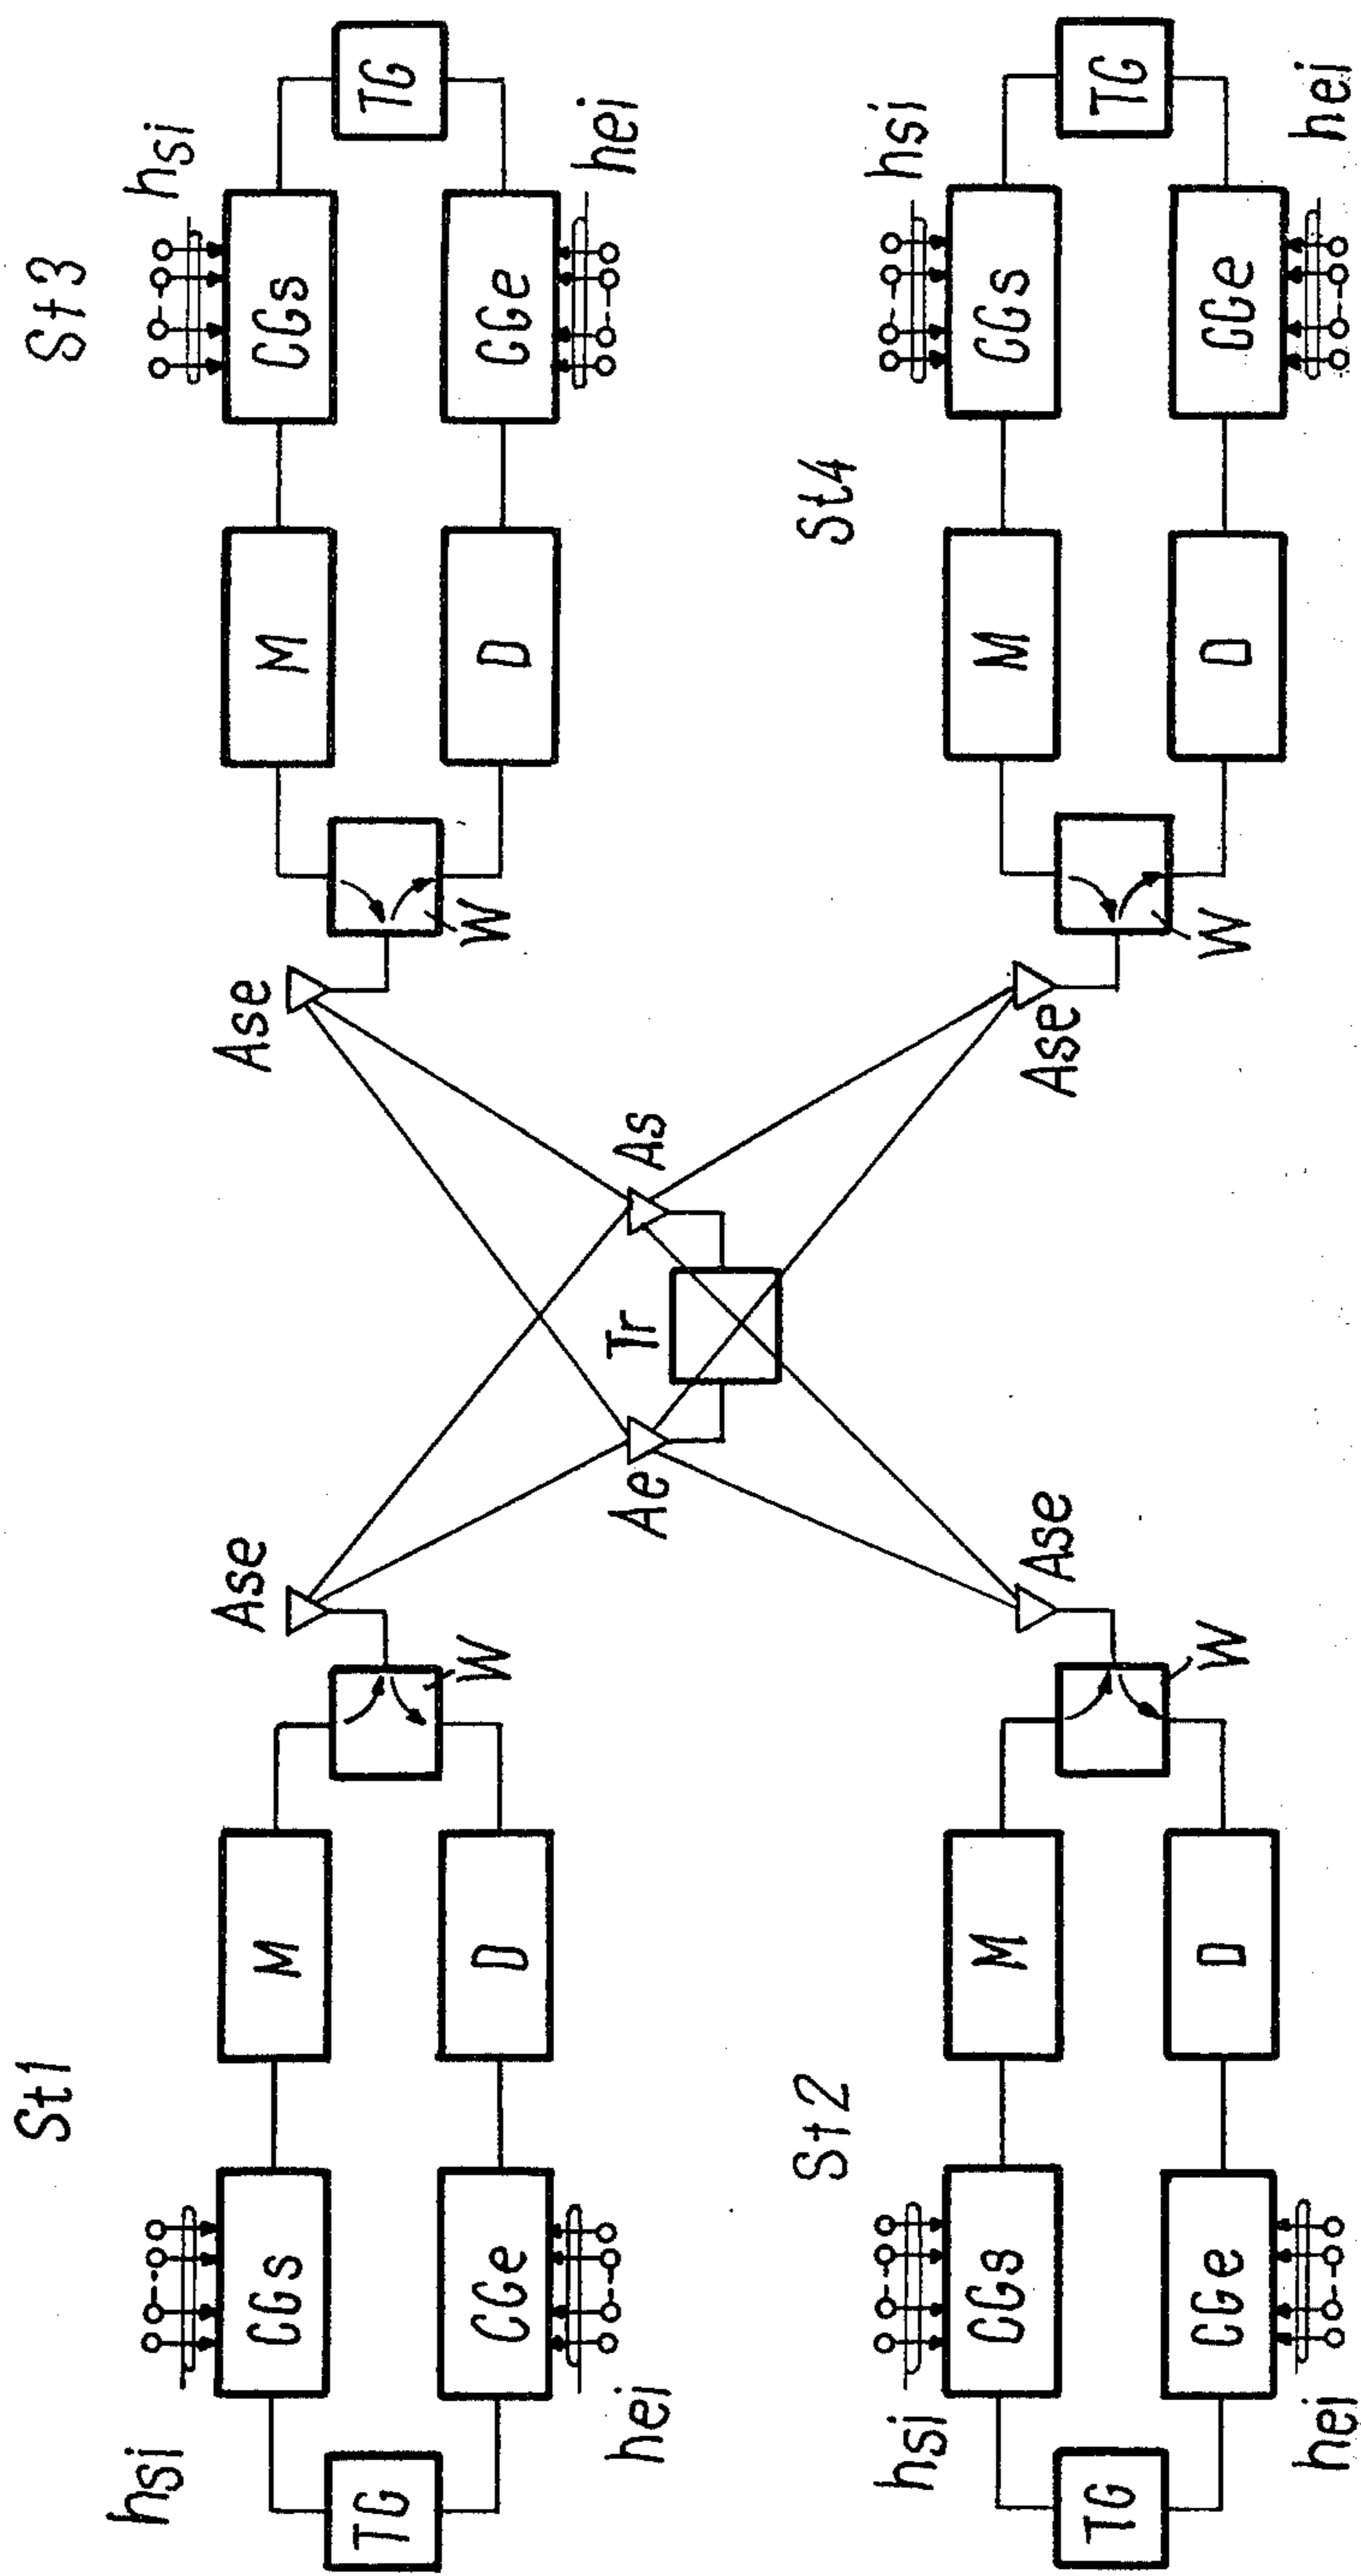 St1
St3
hsi
hsi
CGs
M
Ase
Ase
M
CGs
TG
W
W
TG
CGe
D
D
CGe
hei
hei
Ae
Tr
As
St2
St4
hsi
hsi
CGs
M
M
CGs
Ase
Ase
TG
W
W
TG
CGe
D
D
CGe
hei
hei